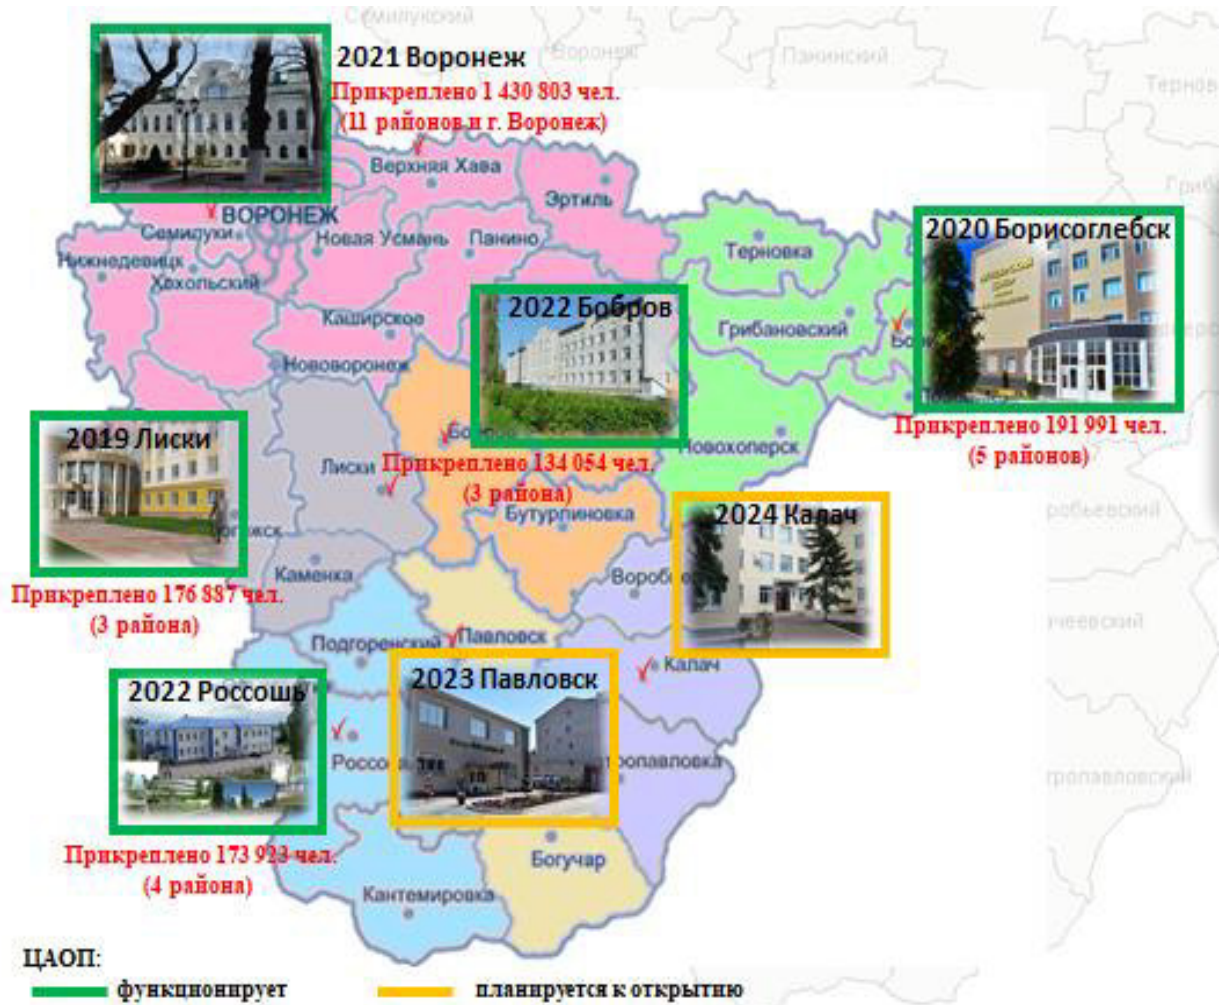 Семилукский
Воронеж
Панинский
2021 Воронеж
Прикреплено 1 430 803 чел.
(11 районов и г. Воронеж)
Верхняя Хава
Эртиль
ВОРОНЕЖ
Семилуки
Новая Усмань
Панино
Терновка
2020 Борисоглебск
Нижнедевицк
Хохольский
2022 Бобров
Каширское
Грибановский
Нововоронеж
Прикреплено 191 991 чел.
(5 районов)
2019 Лиски
Новохоперск
Лиски
Прикреплено 134 054 чел.
(3 района)
Бутурлиновка
2024 Калач
Каменка
Прикреплено 176 887 чел.
(3 района)
Подгоренский
Павловск
Калач
2022 Россошь
2023 Павловск
Прикреплено 173 923 чел.
(4 района)
Богучар
Кантемировка
ЦАОП:
функционирует
планируется к открытию